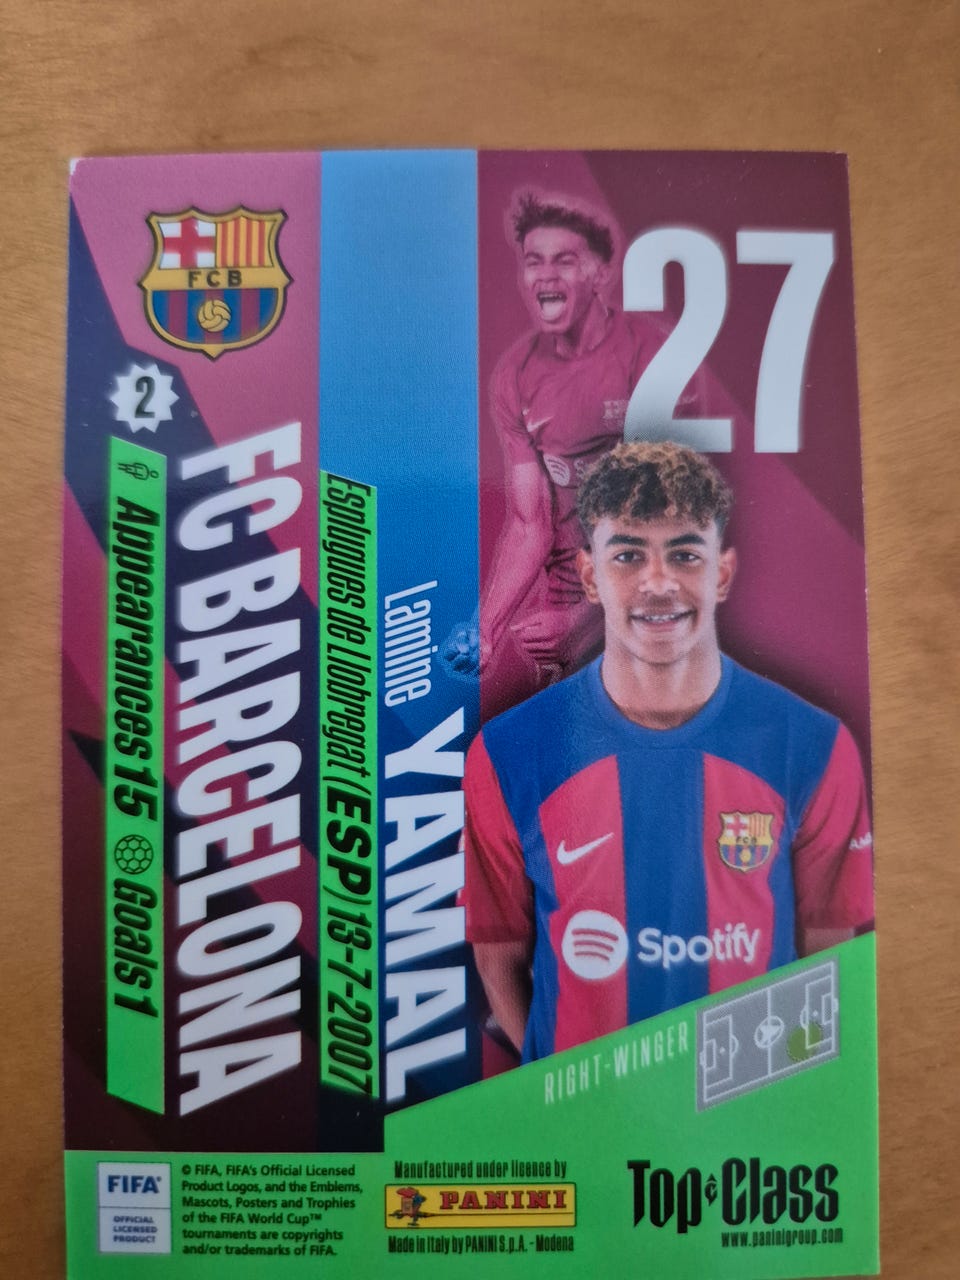 27
FCB
2
FC BARCELONA
Appearances 15 Goals 1
Lamine
YAMAL
Esplugues de Llobregat (ESP) 13-7-2007
FCB
Spotify
RIGHT-WINGER
FIFA®
OFFICIAL
LICENSED
PRODUCT
© FIFA, FIFA's Official Licensed
Product Logos, and the Emblems,
Mascots, Posters and Trophies
of the FIFA World Cup™
tournaments are copyrights
and/or trademarks of FIFA.
Manufactured under licence by
PANINI
Made in Italy by PANINI S.p.A. - Modena
Top Class
www.paninigroup.com